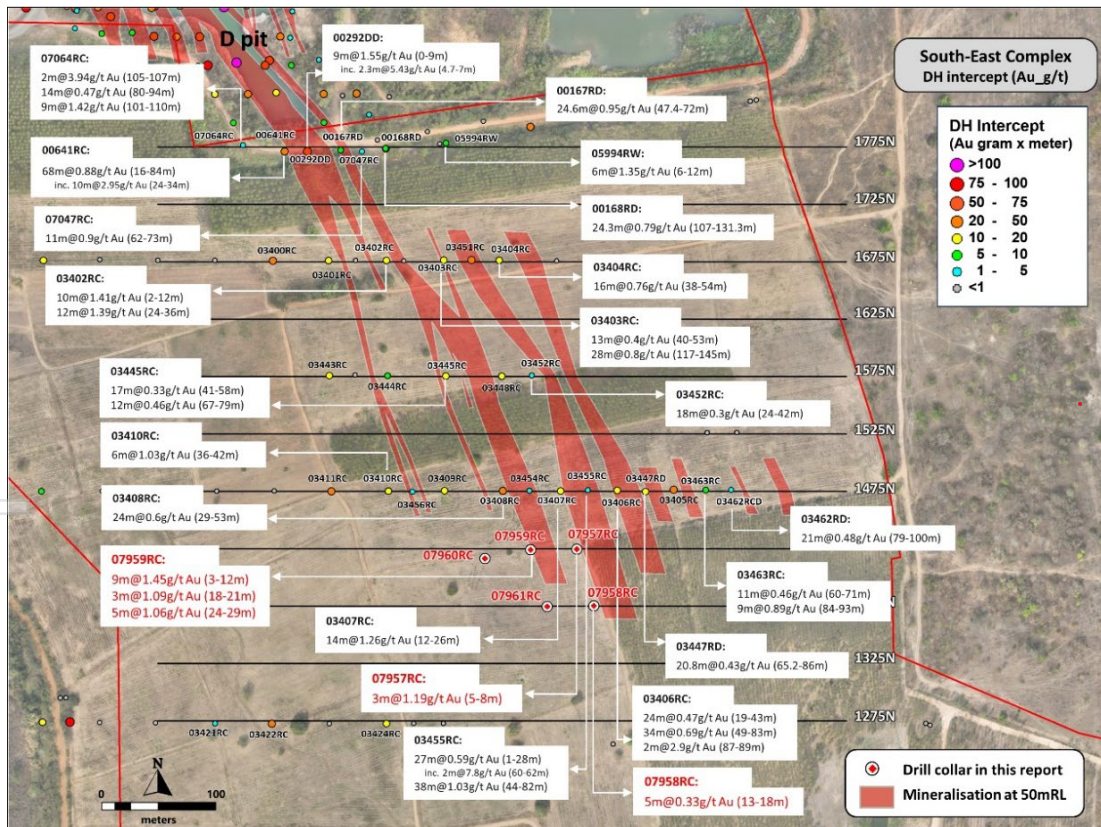 D pit
South-East Complex
DH intercept (Au_g/t)
DH Intercept
(Au gram x meter)
>100
75 - 100
50 - 75
20 - 50
10 - 20
5 - 10
1 - 5
<1
07064RC:
2m@3.94g/t Au (105-107m)
14m@0.47g/t Au (80-94m)
9m@1.42g/t Au (101-110m)
00292DD:
9m@1.55g/t Au (0-9m)
inc. 2.3m@5.43g/t Au (4.7-7m)
00167RD:
24.6m@0.95g/t Au (47.4-72m)
07064RC
00641RC
00167RD
00168RD
05994RW
1775N
00292DD
07047RC
00641RC:
68m@0.88g/t Au (16-84m)
inc. 10m@2.95g/t Au (24-34m)
05994RW:
6m@1.35g/t Au (6-12m)
1725N
07047RC:
11m@0.9g/t Au (62-73m)
00168RD:
24.3m@0.79g/t Au (107-131.3m)
03400RC
03402RC
03451RC
03404RC
1675N
03401RC
03403RC
03402RC:
10m@1.41g/t Au (2-12m)
12m@1.39g/t Au (24-36m)
03404RC:
16m@0.76g/t Au (38-54m)
1625N
03403RC:
13m@0.4g/t Au (40-53m)
28m@0.8g/t Au (117-145m)
03443RC
03445RC
03452RC
1575N
03444RC
03448RC
03445RC:
17m@0.33g/t Au (41-58m)
12m@0.46g/t Au (67-79m)
03452RC:
18m@0.3g/t Au (24-42m)
1525N
03410RC:
6m@1.03g/t Au (36-42m)
03411RC
03410RC
03409RC
03454RC
03455RC
03447RD
03463RC
1475N
03456RC
03408RC
03407RC
03406RC
03405RC
03462RCD
03408RC:
24m@0.6g/t Au (29-53m)
03462RD:
21m@0.48g/t Au (79-100m)
07959RC
07957RC
07960RC
07959RC:
9m@1.45g/t Au (3-12m)
3m@1.09g/t Au (18-21m)
5m@1.06g/t Au (24-29m)
03463RC:
11m@0.46g/t Au (60-71m)
9m@0.89g/t Au (84-93m)
07961RC
07958RC
03407RC:
14m@1.26g/t Au (12-26m)
03447RD:
20.8m@0.43g/t Au (65.2-86m)
1325N
07957RC:
3m@1.19g/t Au (5-8m)
03406RC:
24m@0.47g/t Au (19-43m)
34m@0.69g/t Au (49-83m)
2m@2.9g/t Au (87-89m)
1275N
03421RC
03422RC
03424RC
03455RC:
27m@0.59g/t Au (1-28m)
inc. 2m@7.8g/t Au (60-62m)
38m@1.03g/t Au (44-82m)
07958RC:
5m@0.33g/t Au (13-18m)
N
0
100
meters
Drill collar in this report
Mineralisation at 50mRL